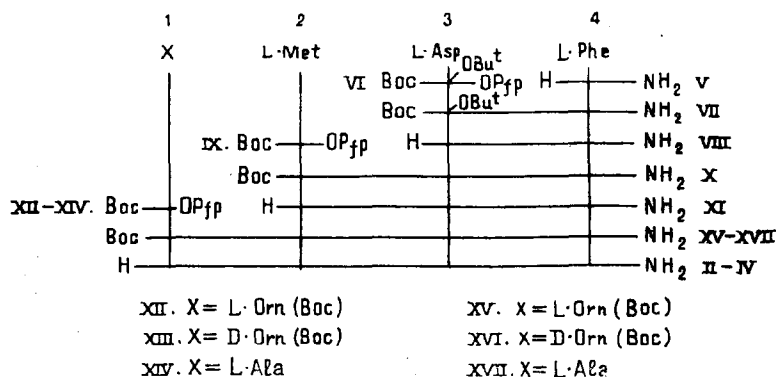 1 2 3 4
X L·Met L·Asp L·Phe
VI Boc OBuᵗ OPfp H NH₂ V
Boc OBuᵗ NH₂ VII
IX. Boc OPfp H NH₂ VIII
Boc NH₂ X
XII-XIV. Boc OPfp H NH₂ XI
Boc NH₂ XV-XVII
H NH₂ II-IV
XII. X = L·Orn (Boc) XV. X = L·Orn (Boc)
XIII. X = D·Orn (Boc) XVI. X = D·Orn (Boc)
XIV. X = L·Ala XVII. X = L·Ala